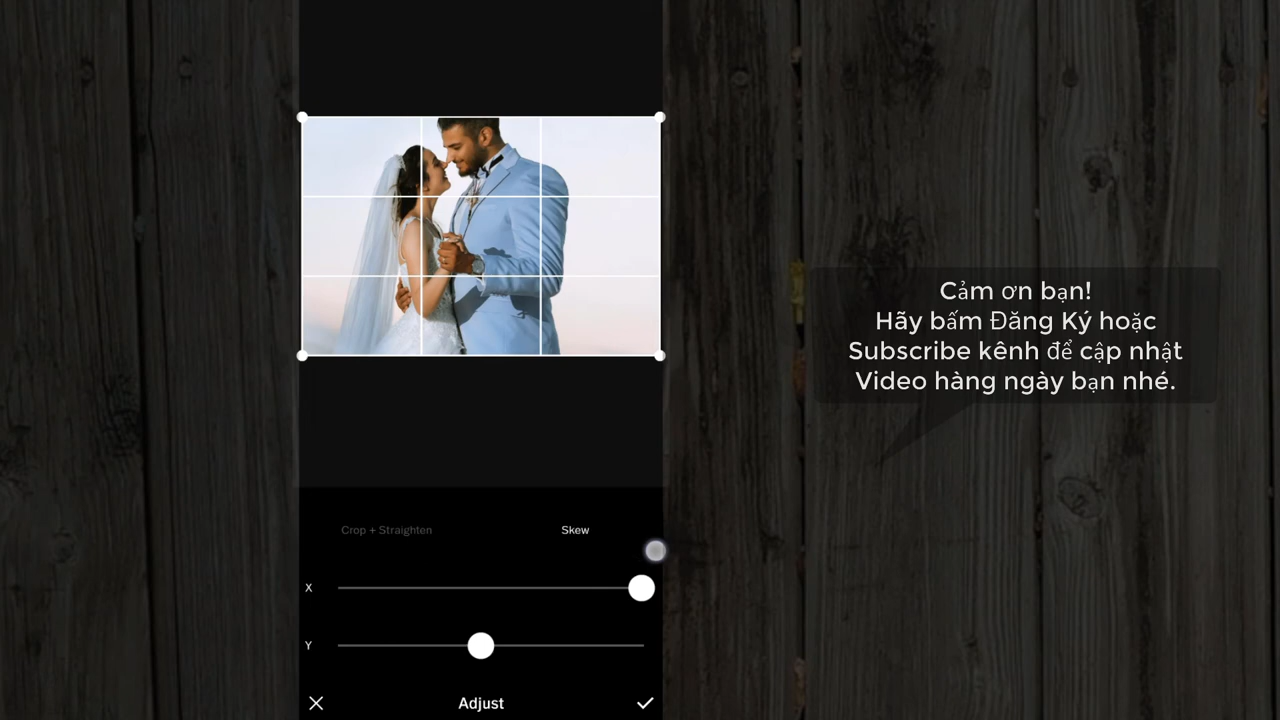 Cảm ơn bạn!
Hãy bấm Đăng Ký hoặc
Subscribe kênh để cập nhật
Video hàng ngày bạn nhé.
Crop + Straighten
Skew
X
Y
Adjust